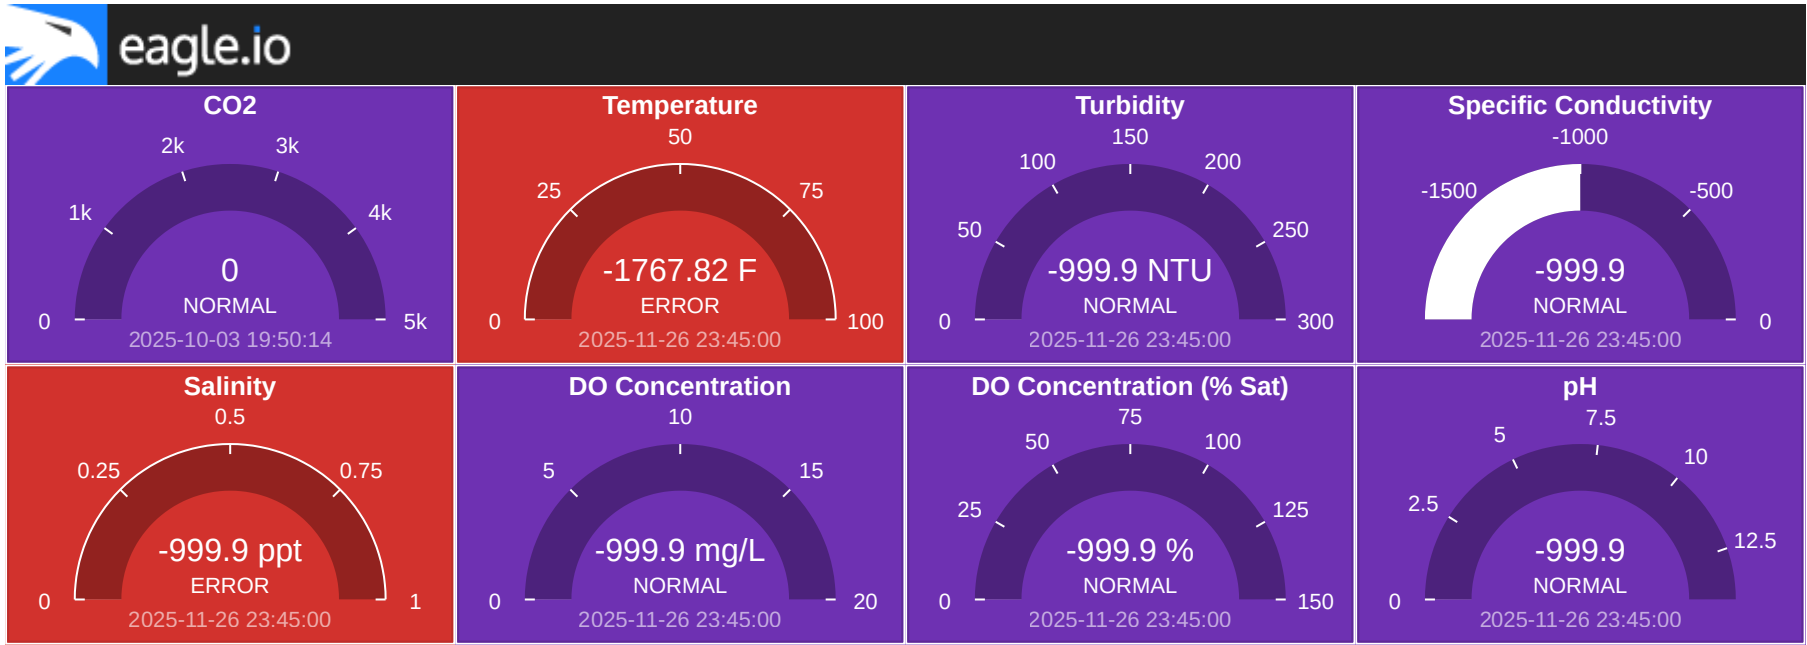 eagle.io
CO2
2k
3k
1k
4k
0
NORMAL
0
5k
2025-10-03 19:50:14
Temperature
50
25
75
-1767.82 F
ERROR
0
100
2025-11-26 23:45:00
Turbidity
150
100
200
50
250
-999.9 NTU
NORMAL
0
300
2025-11-26 23:45:00
Specific Conductivity
-1000
-1500
-500
-999.9
NORMAL
0
2025-11-26 23:45:00
Salinity
0.5
0.25
0.75
-999.9 ppt
ERROR
0
1
2025-11-26 23:45:00
DO Concentration
10
5
15
-999.9 mg/L
NORMAL
0
20
2025-11-26 23:45:00
DO Concentration (% Sat)
75
50
100
25
125
-999.9 %
NORMAL
0
150
2025-11-26 23:45:00
pH
7.5
5
10
2.5
12.5
-999.9
NORMAL
0
2025-11-26 23:45:00